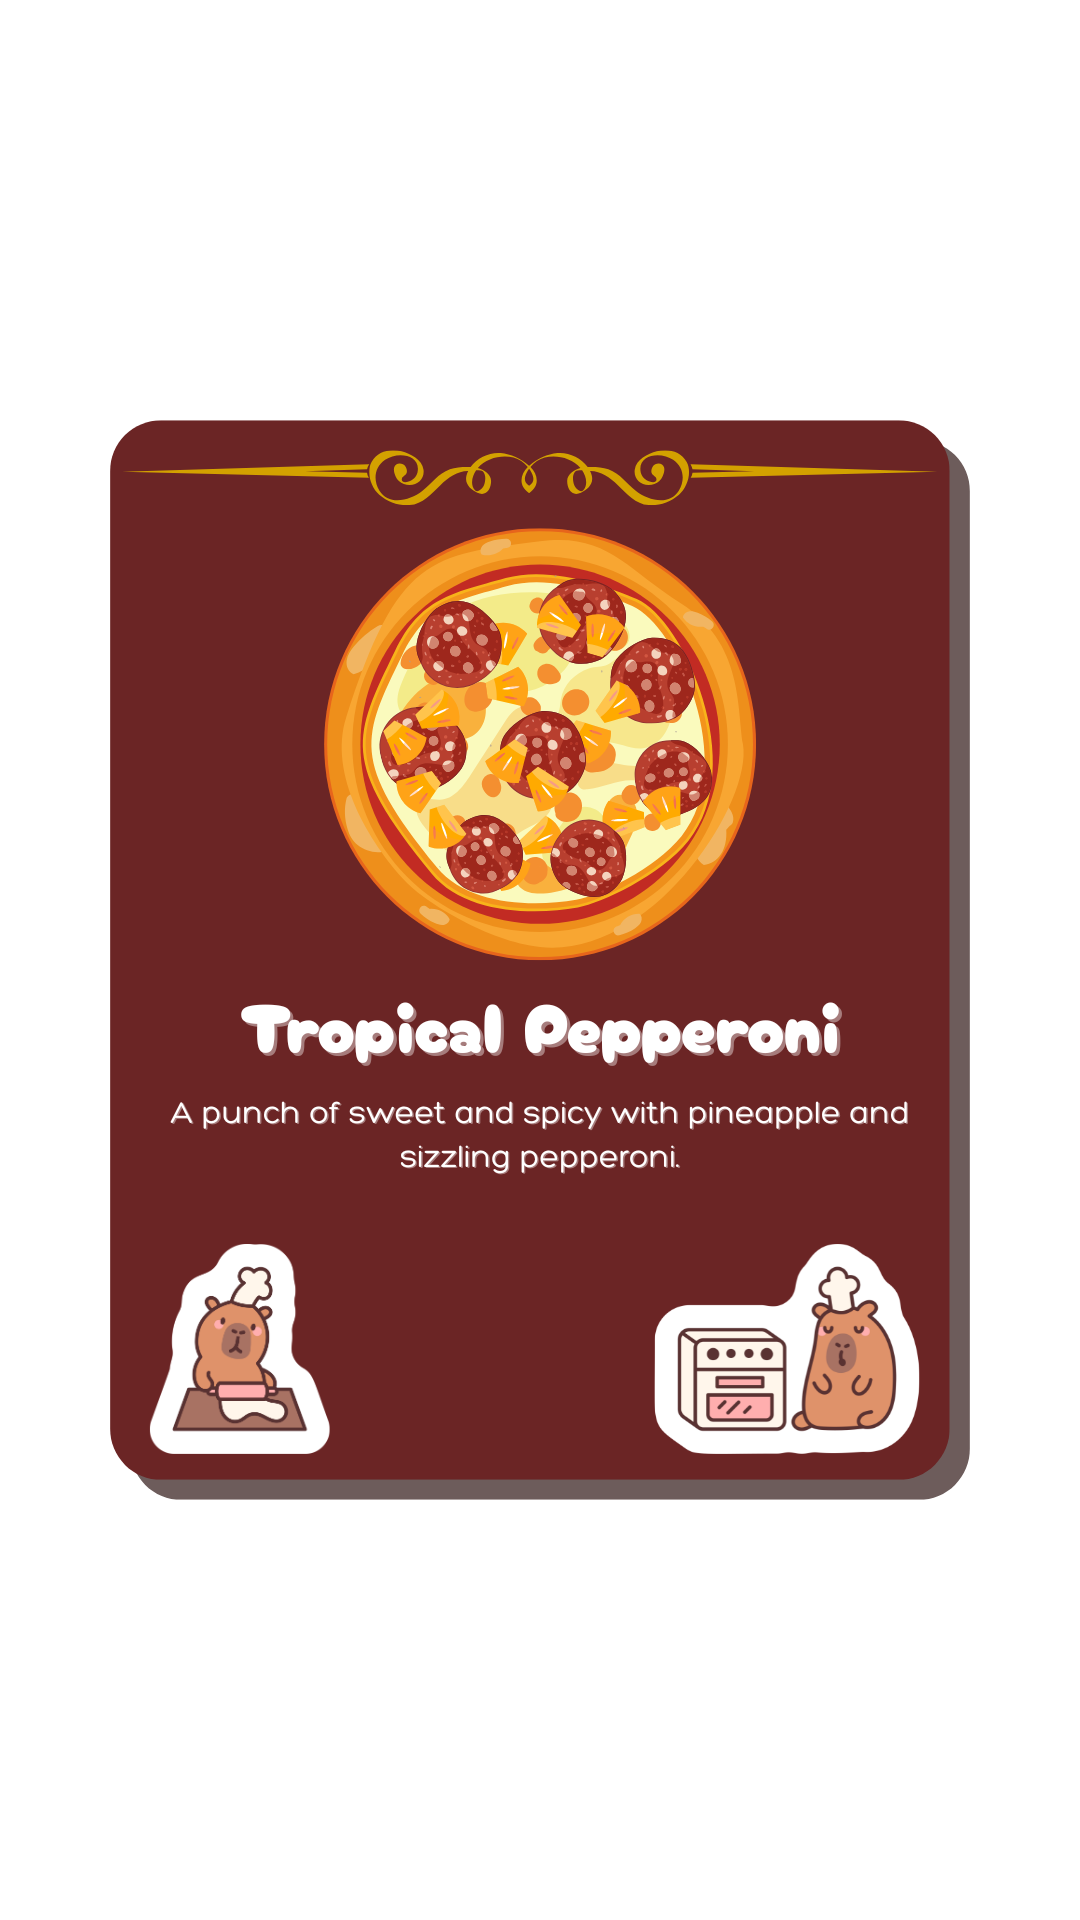 Tropical Pepperoni
A punch of sweet and spicy with pineapple and
sizzling pepperoni.